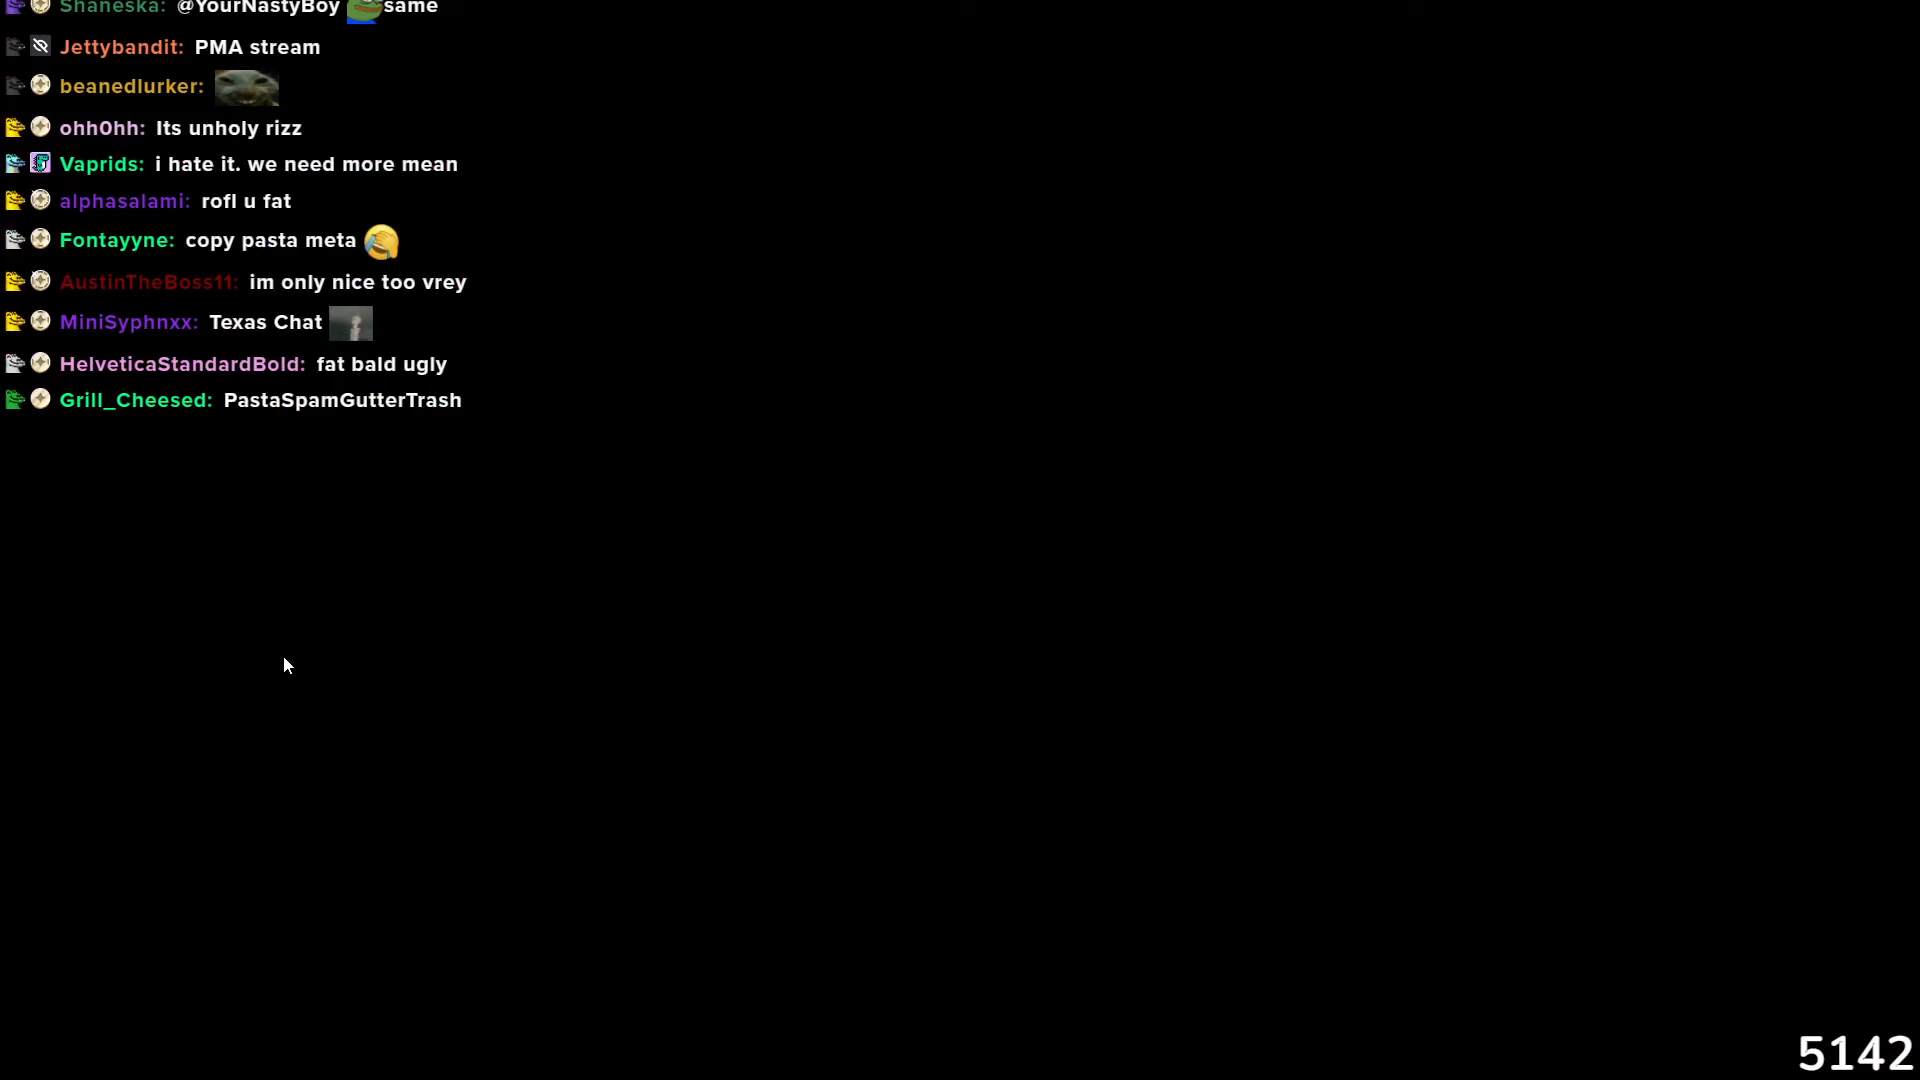 Shaneska: @YourNastyBoy same
Jettybandit: PMA stream
beanedlurker:
ohh0hh: Its unholy rizz
Vaprids: i hate it. we need more mean
alphasalami: rofl u fat
Fontayyne: copy pasta meta
AustinTheBoss11: im only nice too vrey
MiniSyphnxx: Texas Chat
HelveticaStandardBold: fat bald ugly
Grill_Cheesed: PastaSpamGutterTrash
5142